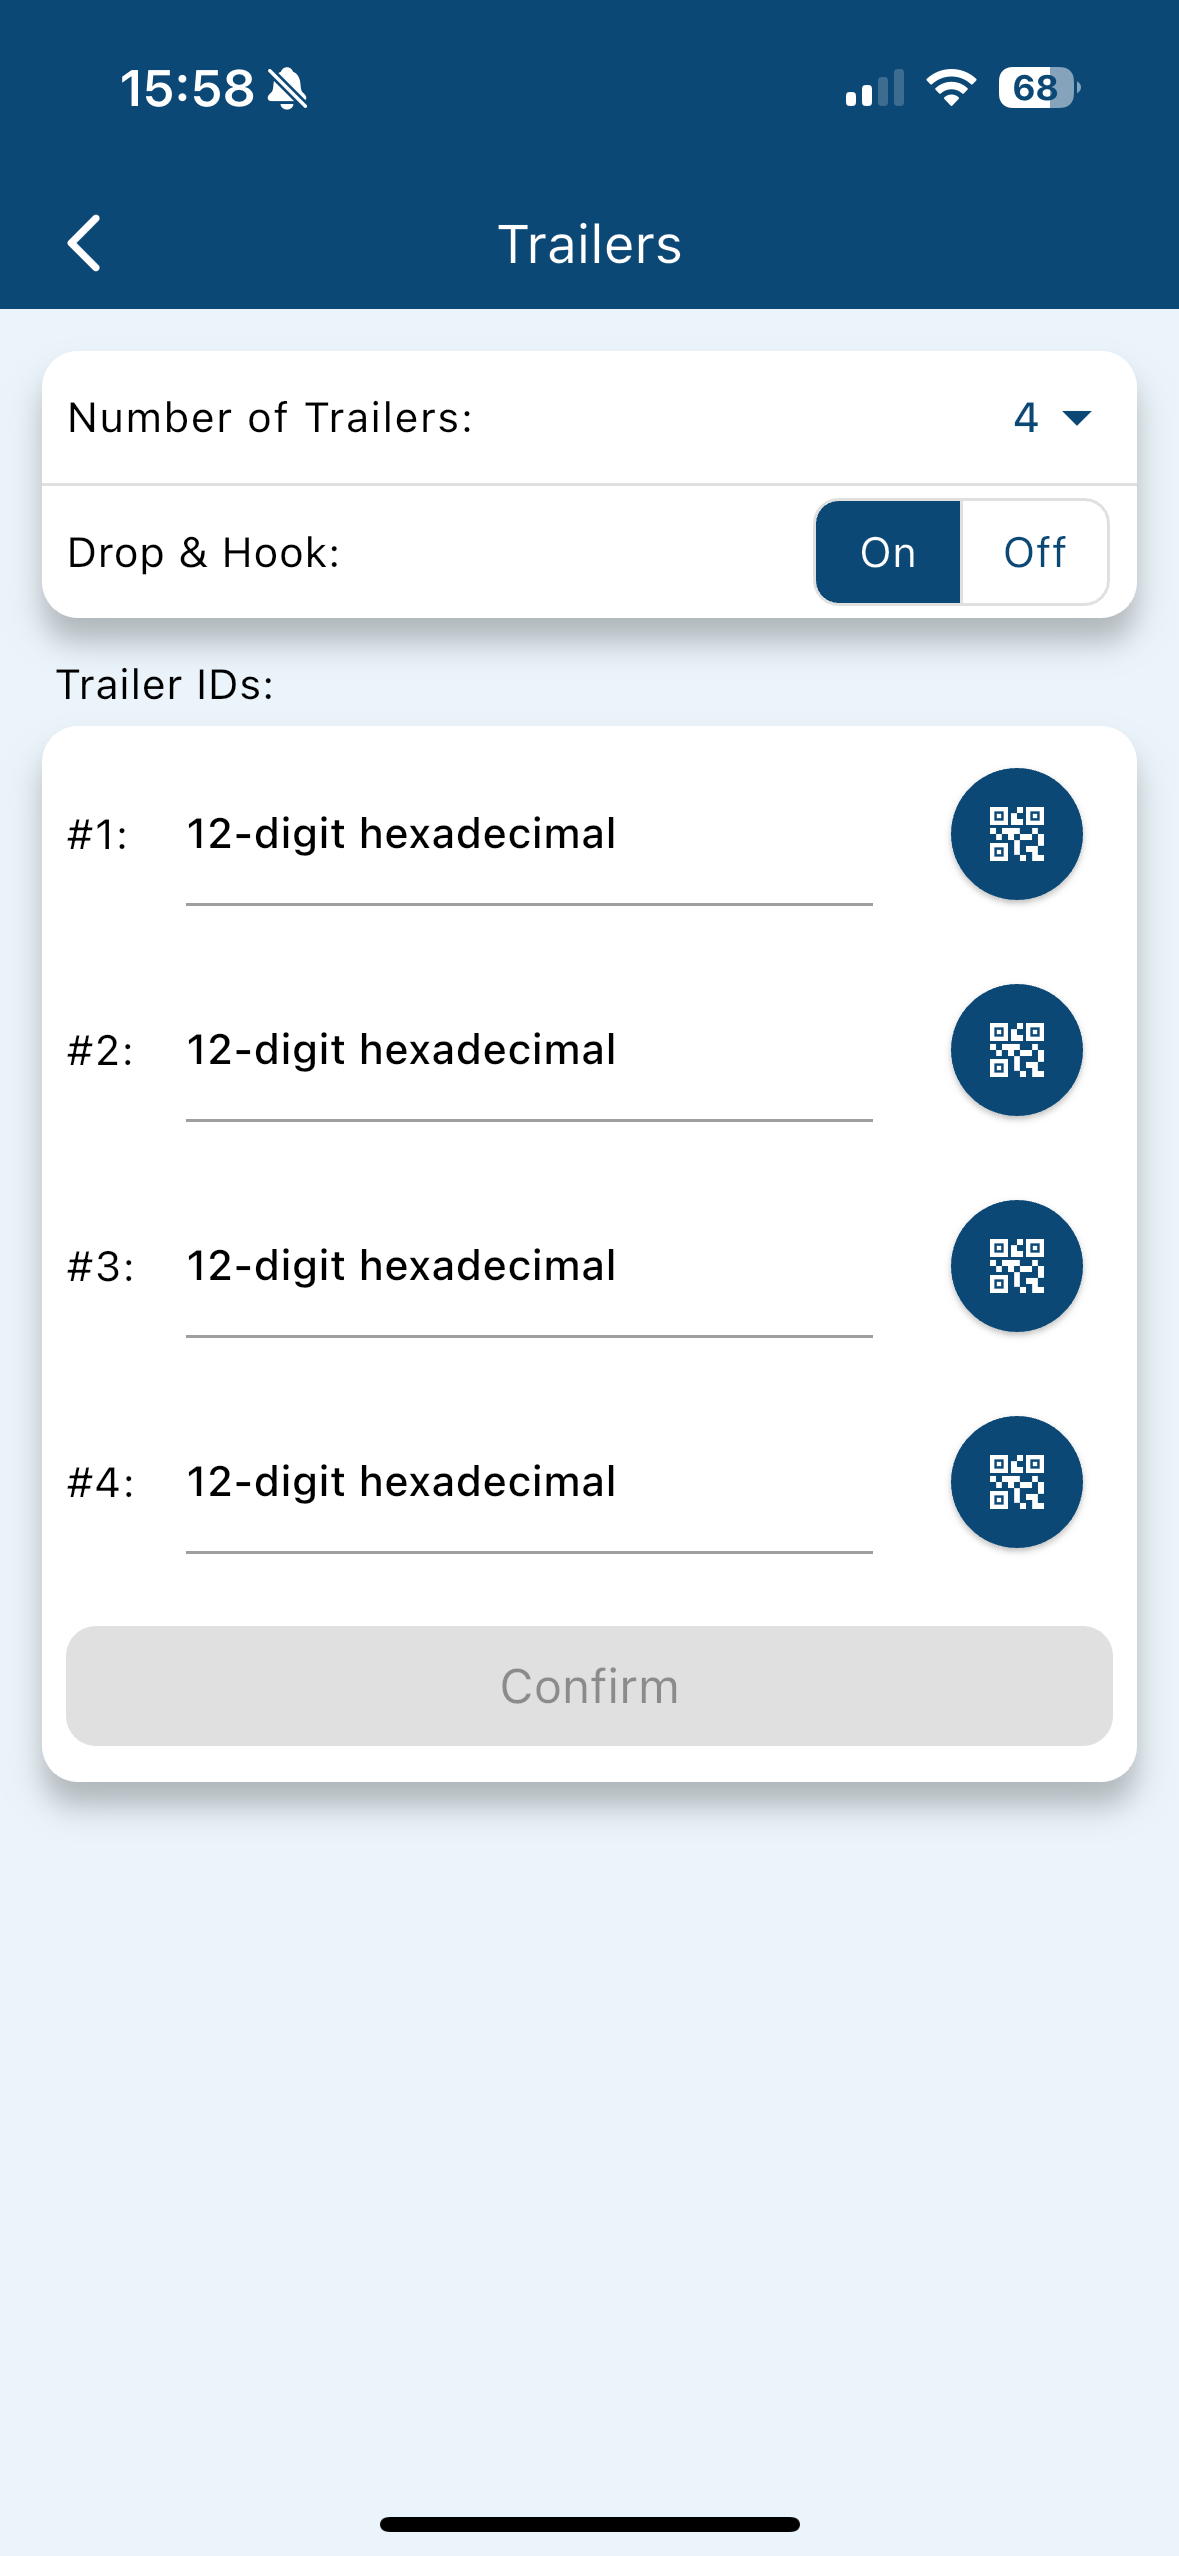 15:58 68
Trailers
Number of Trailers: 4
Drop & Hook: On Off
Trailer IDs:
#1: 12-digit hexadecimal
#2: 12-digit hexadecimal
#3: 12-digit hexadecimal
#4: 12-digit hexadecimal
Confirm